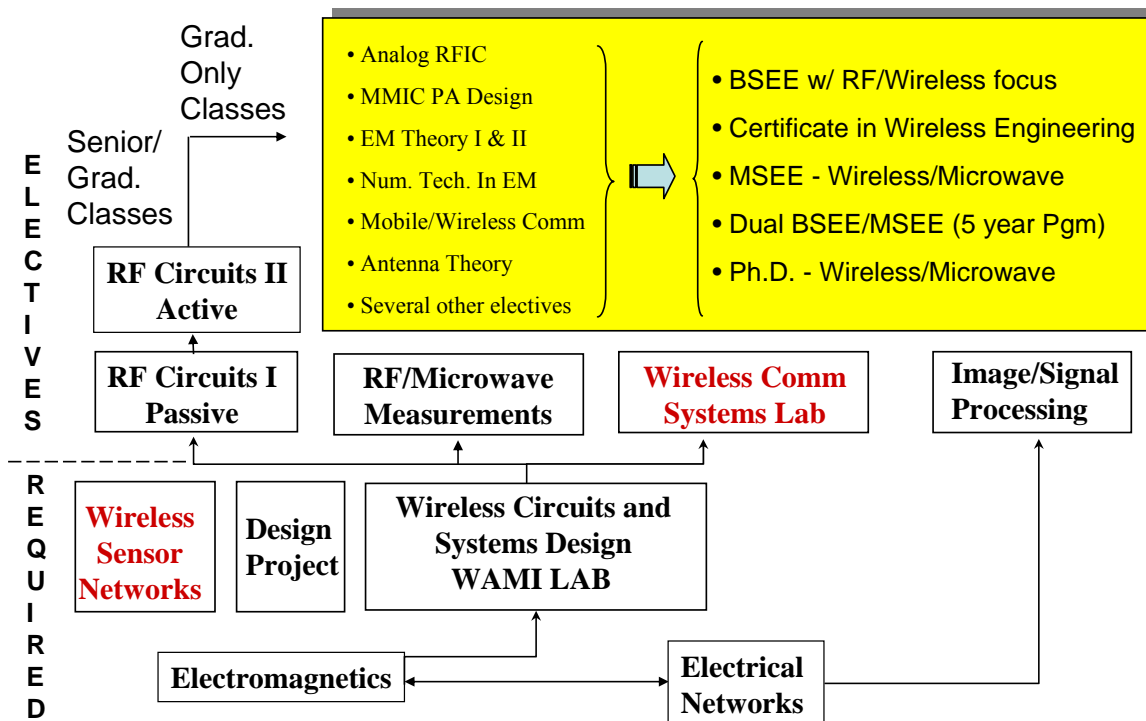 Grad.
Only
Classes
Senior/
Grad.
Classes
• Analog RFIC
• MMIC PA Design
• EM Theory I & II
• Num. Tech. In EM
• Mobile/Wireless Comm
• Antenna Theory
• Several other electives
• BSEE w/ RF/Wireless focus
• Certificate in Wireless Engineering
• MSEE - Wireless/Microwave
• Dual BSEE/MSEE (5 year Pgm)
• Ph.D. - Wireless/Microwave
E
L
E
C
T
I
V
E
S
RF Circuits II
Active
RF Circuits I
Passive
RF/Microwave
Measurements
Wireless Comm
Systems Lab
Image/Signal
Processing
R
E
Q
U
I
R
E
D
Wireless
Sensor
Networks
Design
Project
Wireless Circuits and
Systems Design
WAMI LAB
Electromagnetics
Electrical
Networks